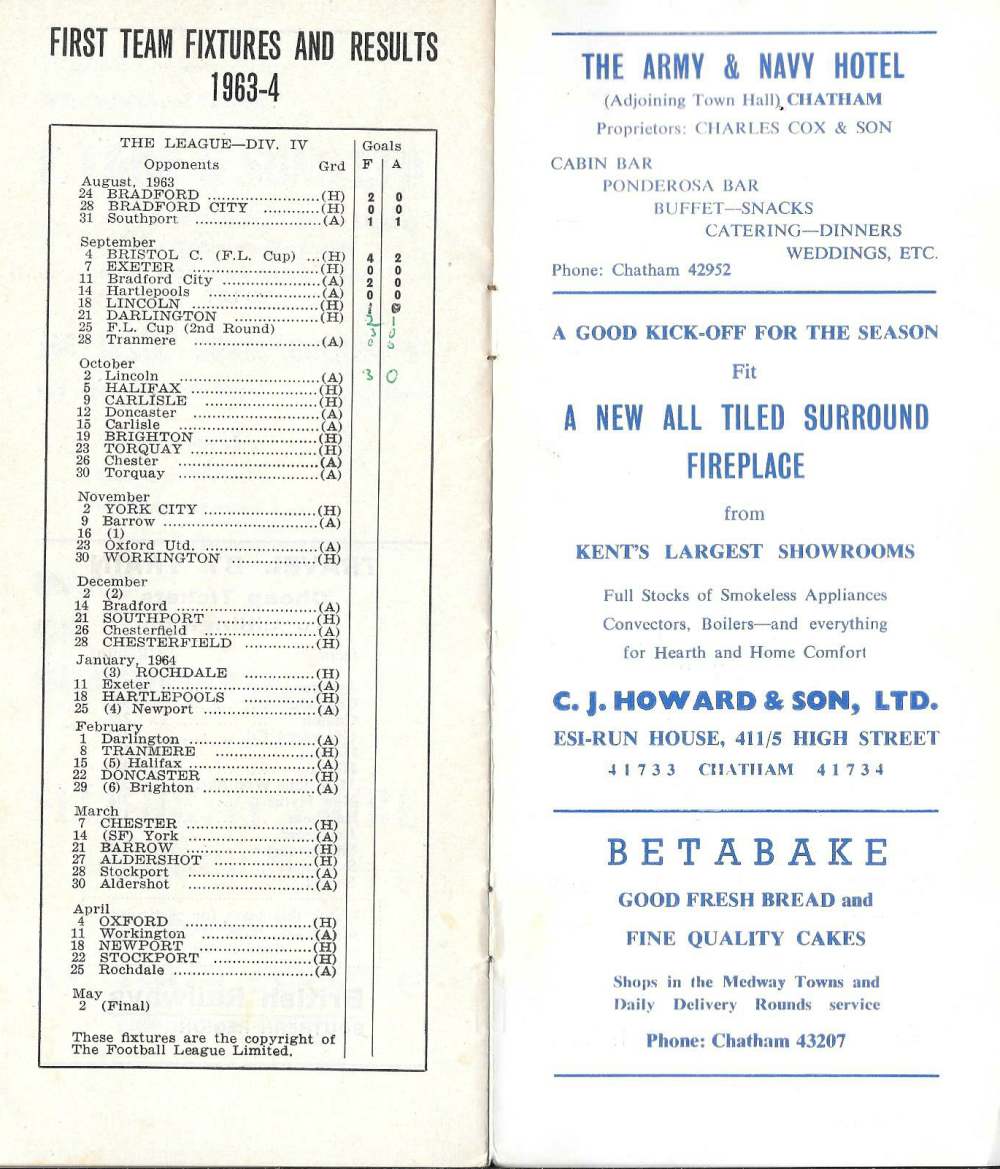 FIRST TEAM FIXTURES AND RESULTS
1963-4
THE LEAGUE—DIV. IV Goals
Opponents Grd F A
August, 1963
24 BRADFORD ........................(H) 2 0
28 BRADFORD CITY ............(H) 0 0
31 Southport ...........................(A) 1 1
September
4 BRISTOL C. (F.L. Cup) ...(H) 4 2
7 EXETER ...........................(H) 0 0
11 Bradford City .....................(A) 2 0
14 Hartlepools ........................(A) 0 0
18 LINCOLN ...........................(H) 1 0
21 DARLINGTON ..................(H) 2 1
25 F.L. Cup (2nd Round) 3 0
28 Tranmere ...........................(A) 0 0
October
2 Lincoln ..............................(A) 3 0
5 HALIFAX ...........................(H)
9 CARLISLE ........................(H)
12 Doncaster ...........................(A)
15 Carlisle ..............................(A)
19 BRIGHTON ........................(H)
23 TORQUAY ...........................(H)
26 Chester ..............................(A)
30 Torquay ..............................(A)
November
2 YORK CITY ........................(H)
9 Barrow .................................(A)
16 (1)
23 Oxford Utd. ........................(A)
30 WORKINGTON ..................(H)
December
2 (2)
14 Bradford ..............................(A)
21 SOUTHPORT .....................(H)
26 Chesterfield ........................(A)
28 CHESTERFIELD ...............(H)
January, 1964
(3) ROCHDALE ...............(H)
11 Exeter .................................(A)
18 HARTLEPOOLS ...............(H)
25 (4) Newport ........................(A)
February
1 Darlington ...........................(A)
8 TRANMERE .....................(H)
15 (5) Halifax ...........................(A)
22 DONCASTER .....................(H)
29 (6) Brighton ........................(A)
March
7 CHESTER ...........................(H)
14 (SF) York ...........................(A)
21 BARROW ...........................(H)
27 ALDERSHOT .....................(H)
28 Stockport ...........................(A)
30 Aldershot ...........................(A)
April
4 OXFORD ...........................(H)
11 Workington ........................(A)
18 NEWPORT ........................(H)
22 STOCKPORT .....................(H)
25 Rochdale ...........................(A)
May
2 (Final)
These fixtures are the copyright of
The Football League Limited.
THE ARMY & NAVY HOTEL
(Adjoining Town Hall), CHATHAM
Proprietors: CHARLES COX & SON
CABIN BAR
PONDEROSA BAR
BUFFET—SNACKS
CATERING—DINNERS
WEDDINGS, ETC.
Phone: Chatham 42952
A GOOD KICK-OFF FOR THE SEASON
Fit
A NEW ALL TILED SURROUND
FIREPLACE
from
KENT'S LARGEST SHOWROOMS
Full Stocks of Smokeless Appliances
Convectors, Boilers—and everything
for Hearth and Home Comfort
C. J. HOWARD & SON, LTD.
ESI-RUN HOUSE, 411/5 HIGH STREET
41733 CHATHAM 41734
BETABAKE
GOOD FRESH BREAD and
FINE QUALITY CAKES
Shops in the Medway Towns and
Daily Delivery Rounds service
Phone: Chatham 43207